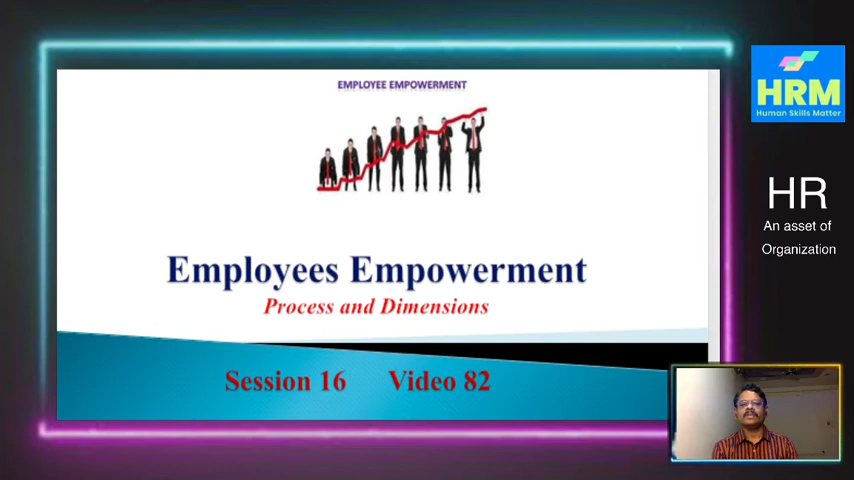 EMPLOYEE EMPOWERMENT
Employees Empowerment
Process and Dimensions
Session 16 Video 82
HRM
Human Skills Matter
HR
An asset of
Organization